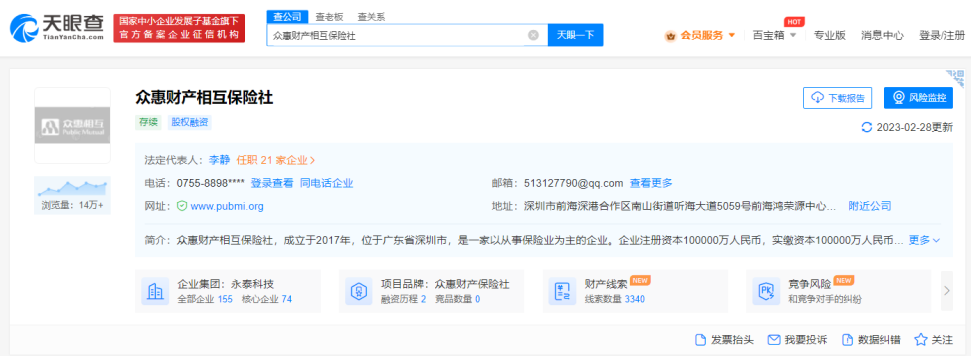 天眼查
TianYanCha.com
国家中小企业发展子基金旗下
官方备案企业征信机构
查公司 查老板 查关系
众惠财产相互保险社
天眼一下
会员服务 百宝箱 HOT 专业版 消息中心 登录/注册
众惠相互
Public Mutual
浏览量：14万+
众惠财产相互保险社
存续 股权融资
下载报告 风险监控
2023-02-28更新
法定代表人：李静 任职 21 家企业>
电话：0755-8898**** 登录查看 同电话企业
邮箱：513127790@qq.com 查看更多
网址：www.pubmi.org
地址：深圳市前海深港合作区南山街道听海大道5059号前海鸿荣源中心... 附近公司
简介：众惠财产相互保险社，成立于2017年，位于广东省深圳市，是一家以从事保险业为主的企业。企业注册资本100000万人民币，实缴资本100000万人民币... 更多
企业集团：永泰科技
全部企业 155 核心企业 74
项目品牌：众惠财产保险社
融资历程 2 竞品数量 0
财产线索 NEW
线索数量 3340
竞争风险 NEW
和竞争对手的纠纷
发票抬头 我要投诉 数据纠错 关注